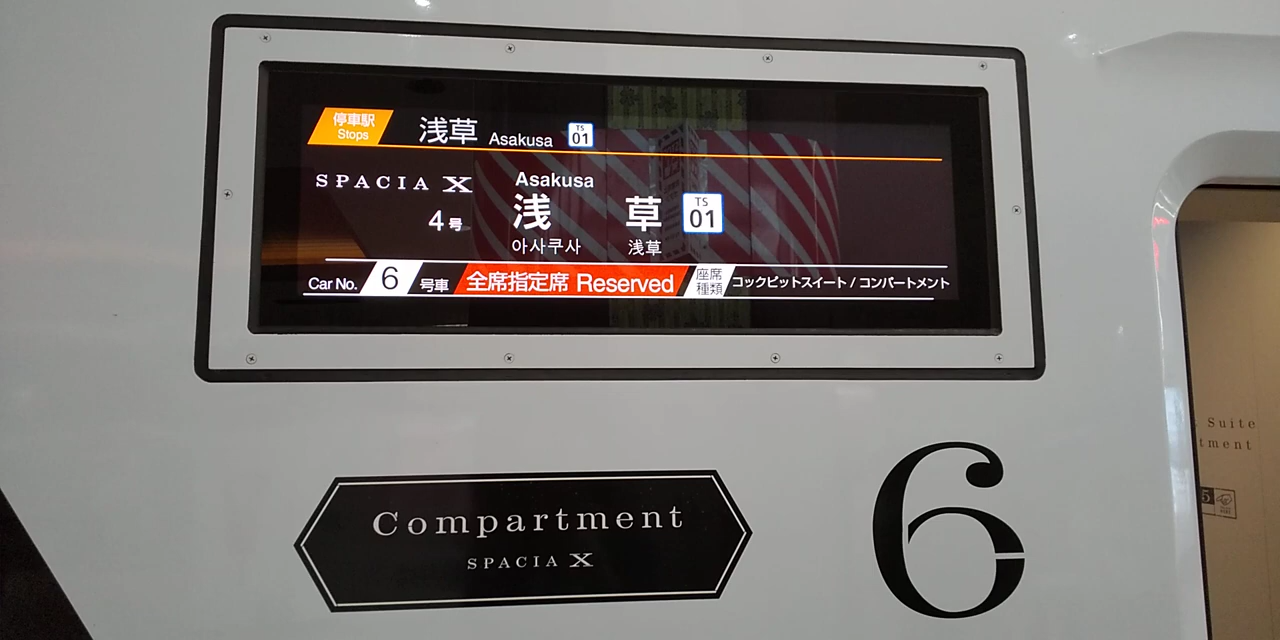 停車駅
Stops
浅草 Asakusa TS 01
SPACIA X
4号
Asakusa
浅草 TS 01
아사쿠사 浅草
Car No. 6 号車 全席指定席 Reserved 座席種類 コックピットスイート / コンパートメント
Compartment
SPACIA X
6
Suite
tment
5